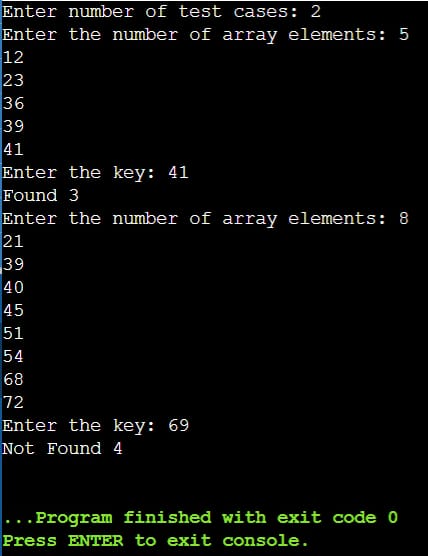 Enter number of test cases: 2
Enter the number of array elements: 5
12
23
36
39
41
Enter the key: 41
Found 3
Enter the number of array elements: 8
21
39
40
45
51
54
68
72
Enter the key: 69
Not Found 4
...Program finished with exit code 0
Press ENTER to exit console.